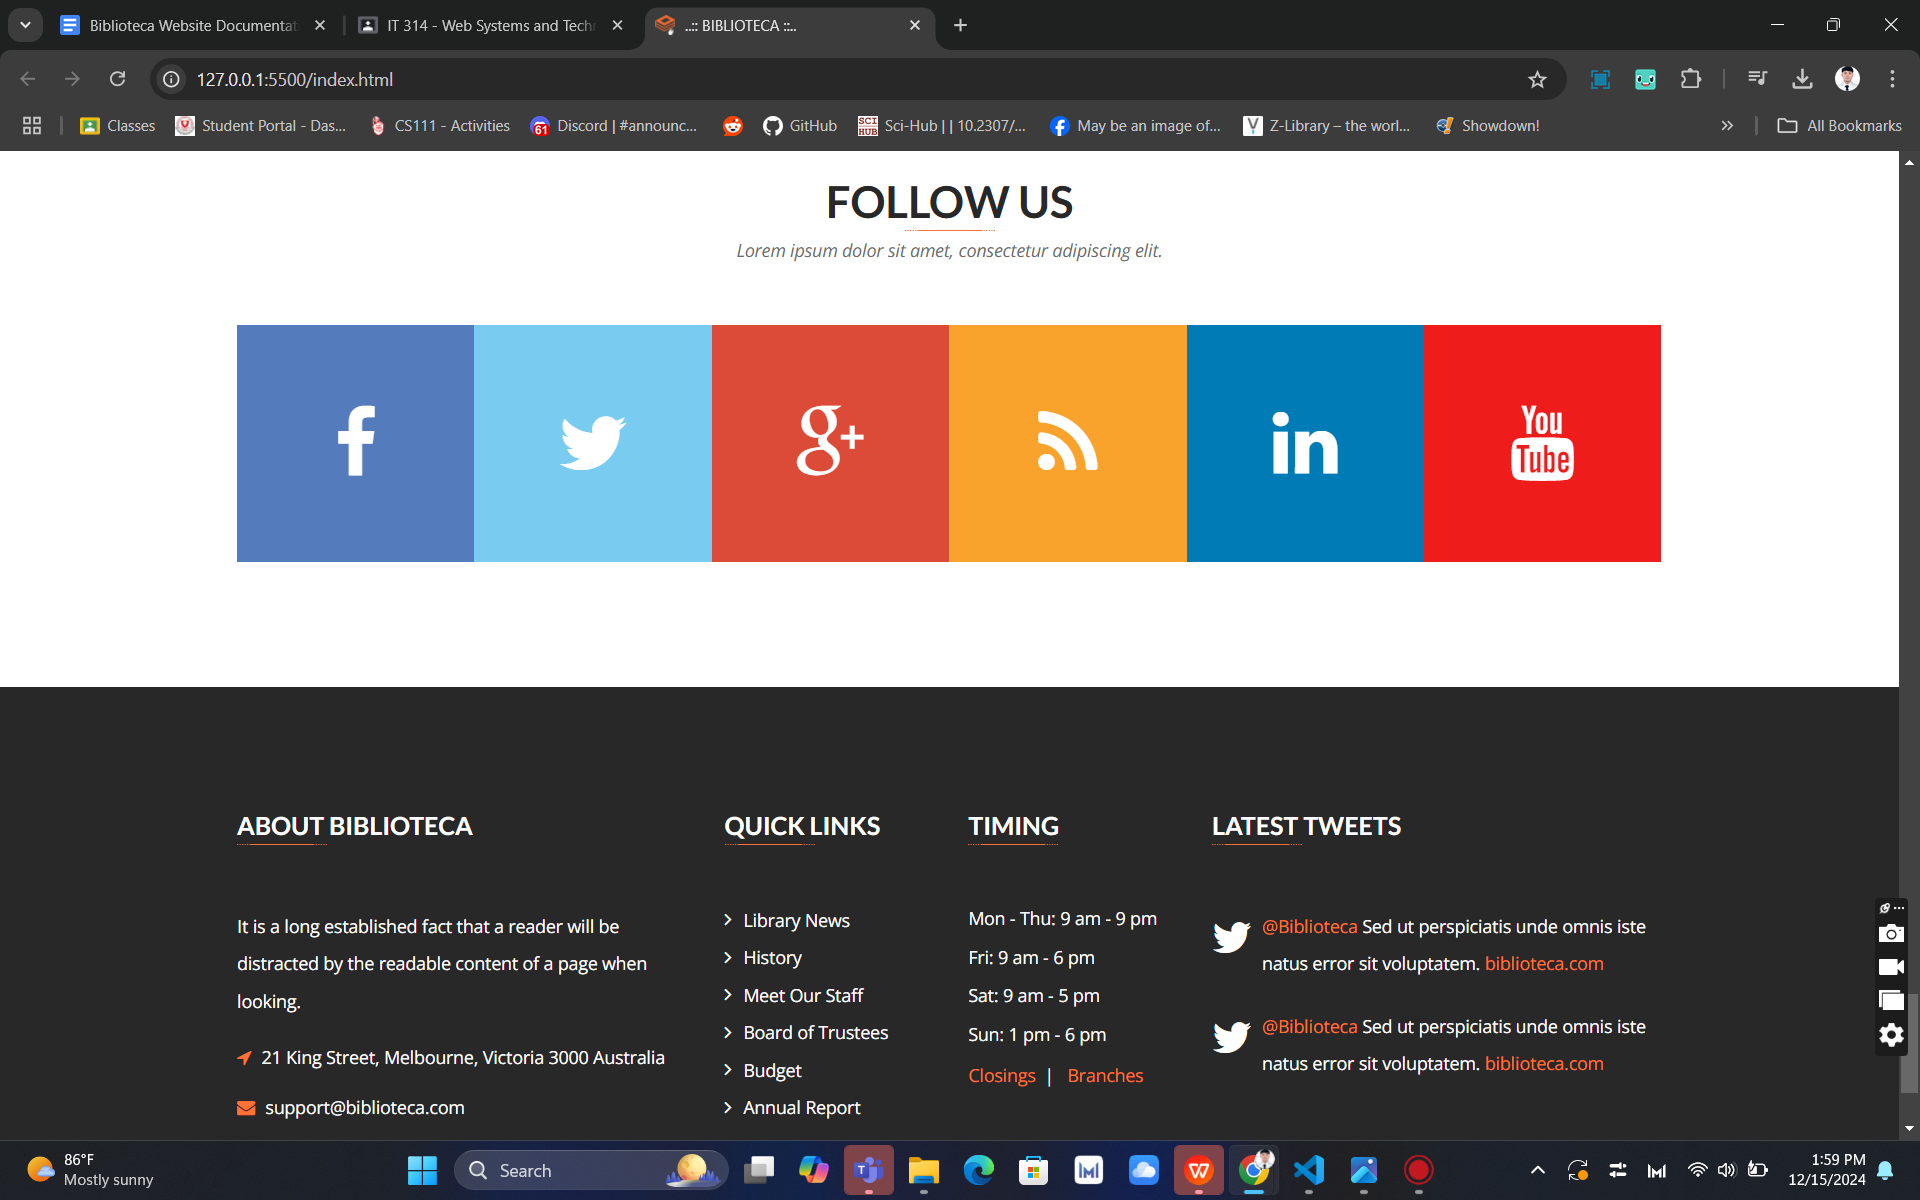 Biblioteca Website Documentat
IT 314 - Web Systems and Techn
..:: BIBLIOTECA ::..
127.0.0.1:5500/index.html
Classes
Student Portal - Das...
CS111 - Activities
61
Discord | #announc...
GitHub
SCI HUB
Sci-Hub | | 10.2307/...
May be an image of...
Z-Library – the worl...
Showdown!
All Bookmarks
FOLLOW US
Lorem ipsum dolor sit amet, consectetur adipiscing elit.
f
g+
in
You
Tube
ABOUT BIBLIOTECA
It is a long established fact that a reader will be
distracted by the readable content of a page when
looking.
21 King Street, Melbourne, Victoria 3000 Australia
support@biblioteca.com
QUICK LINKS
Library News
History
Meet Our Staff
Board of Trustees
Budget
Annual Report
TIMING
Mon - Thu: 9 am - 9 pm
Fri: 9 am - 6 pm
Sat: 9 am - 5 pm
Sun: 1 pm - 6 pm
Closings | Branches
LATEST TWEETS
@Biblioteca Sed ut perspiciatis unde omnis iste
natus error sit voluptatem. biblioteca.com
@Biblioteca Sed ut perspiciatis unde omnis iste
natus error sit voluptatem. biblioteca.com
86°F
Mostly sunny
Search
1:59 PM
12/15/2024